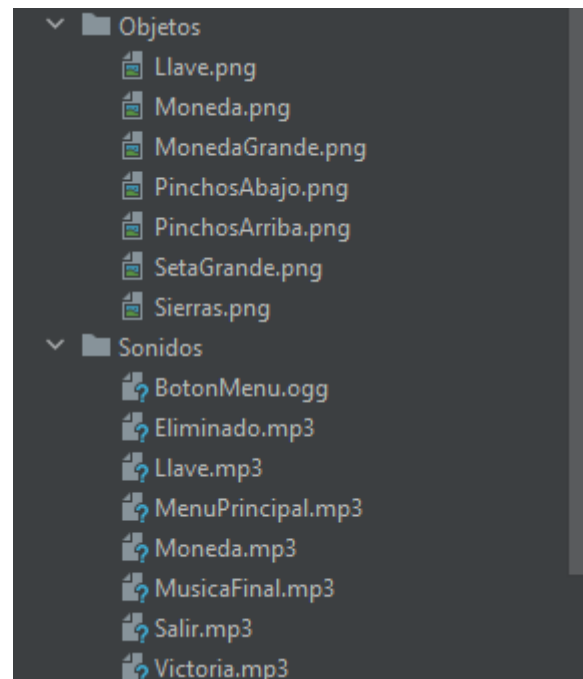 Objetos
Llave.png
Moneda.png
MonedaGrande.png
PinchosAbajo.png
PinchosArriba.png
SetaGrande.png
Sierras.png
Sonidos
BotonMenu.ogg
Eliminado.mp3
Llave.mp3
MenuPrincipal.mp3
Moneda.mp3
MusicaFinal.mp3
Salir.mp3
Victoria.mp3